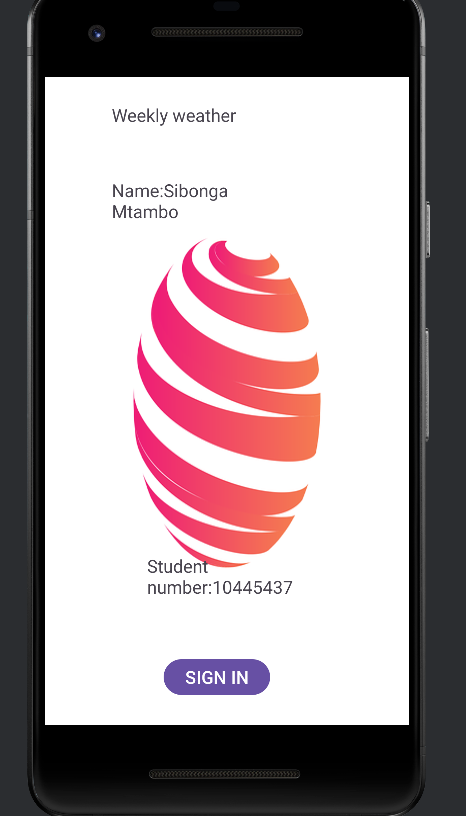 Weekly weather
Name:Sibonga
Mtambo
Student
number:10445437
SIGN IN